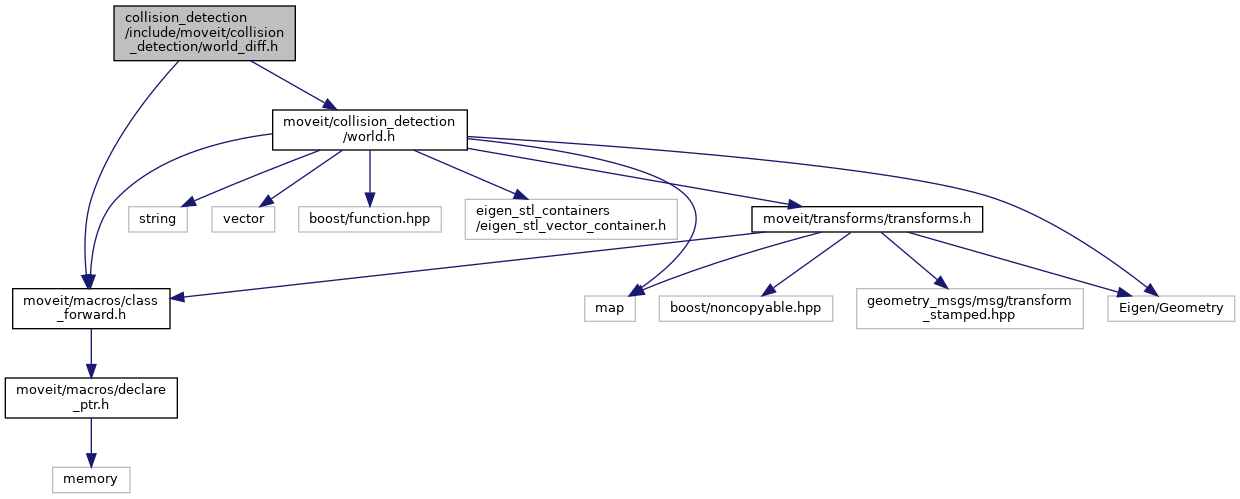 collision_detection
/include/moveit/collision
_detection/world_diff.h
moveit/collision_detection
/world.h
string
vector
boost/function.hpp
eigen_stl_containers
/eigen_stl_vector_container.h
moveit/transforms/transforms.h
moveit/macros/class
_forward.h
map
boost/noncopyable.hpp
geometry_msgs/msg/transform
_stamped.hpp
Eigen/Geometry
moveit/macros/declare
_ptr.h
memory